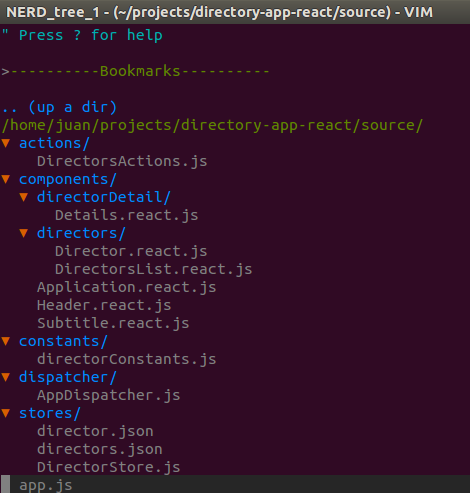 NERD_tree_1 - (~/projects/directory-app-react/source) - VIM
" Press ? for help
>----------Bookmarks----------
.. (up a dir)
/home/juan/projects/directory-app-react/source/
▼ actions/
DirectorsActions.js
▼ components/
▼ directorDetail/
Details.react.js
▼ directors/
Director.react.js
DirectorsList.react.js
Application.react.js
Header.react.js
Subtitle.react.js
▼ constants/
directorConstants.js
▼ dispatcher/
AppDispatcher.js
▼ stores/
director.json
directors.json
DirectorStore.js
app.js